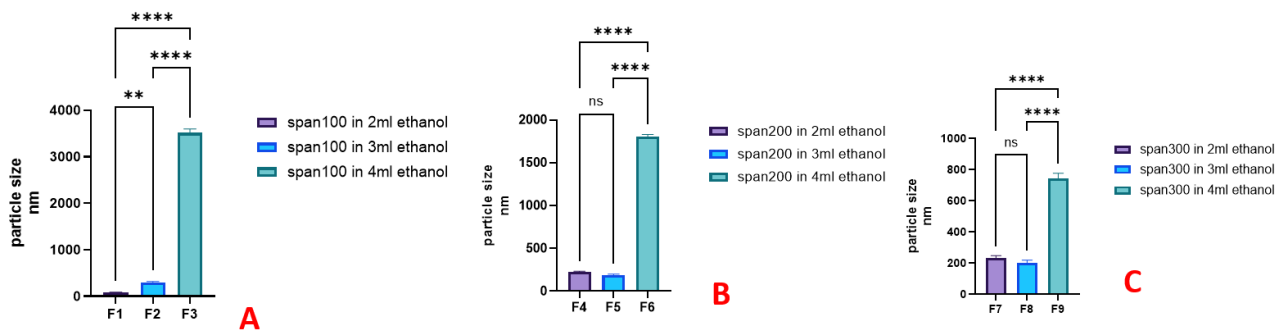 ****
****
**
particle size
nm
4000
3000
2000
1000
0
F1 F2 F3
span100 in 2ml ethanol
span100 in 3ml ethanol
span100 in 4ml ethanol
A
****
****
ns
particle size
nm
2000
1500
1000
500
0
F4 F5 F6
span200 in 2ml ethanol
span200 in 3ml ethanol
span200 in 4ml ethanol
B
****
****
ns
particle size
nm
1000
800
600
400
200
0
F7 F8 F9
span300 in 2ml ethanol
span300 in 3ml ethanol
span300 in 4ml ethanol
C